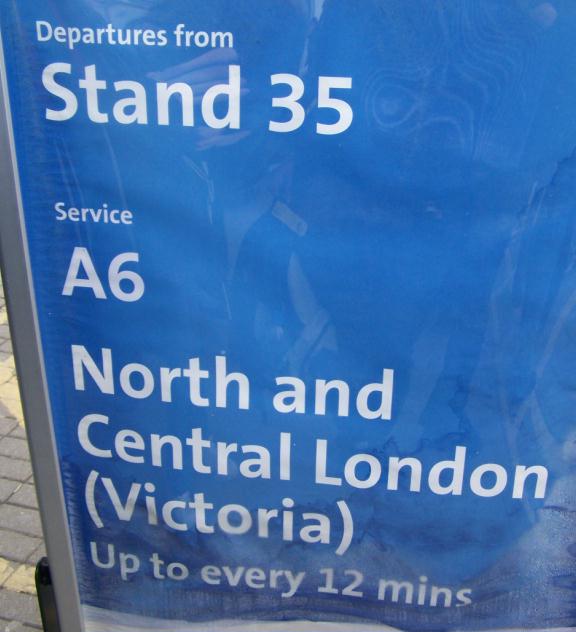 Departures from
Stand 35
Service
A6
North and
Central London
(Victoria)
Up to every 12 mins